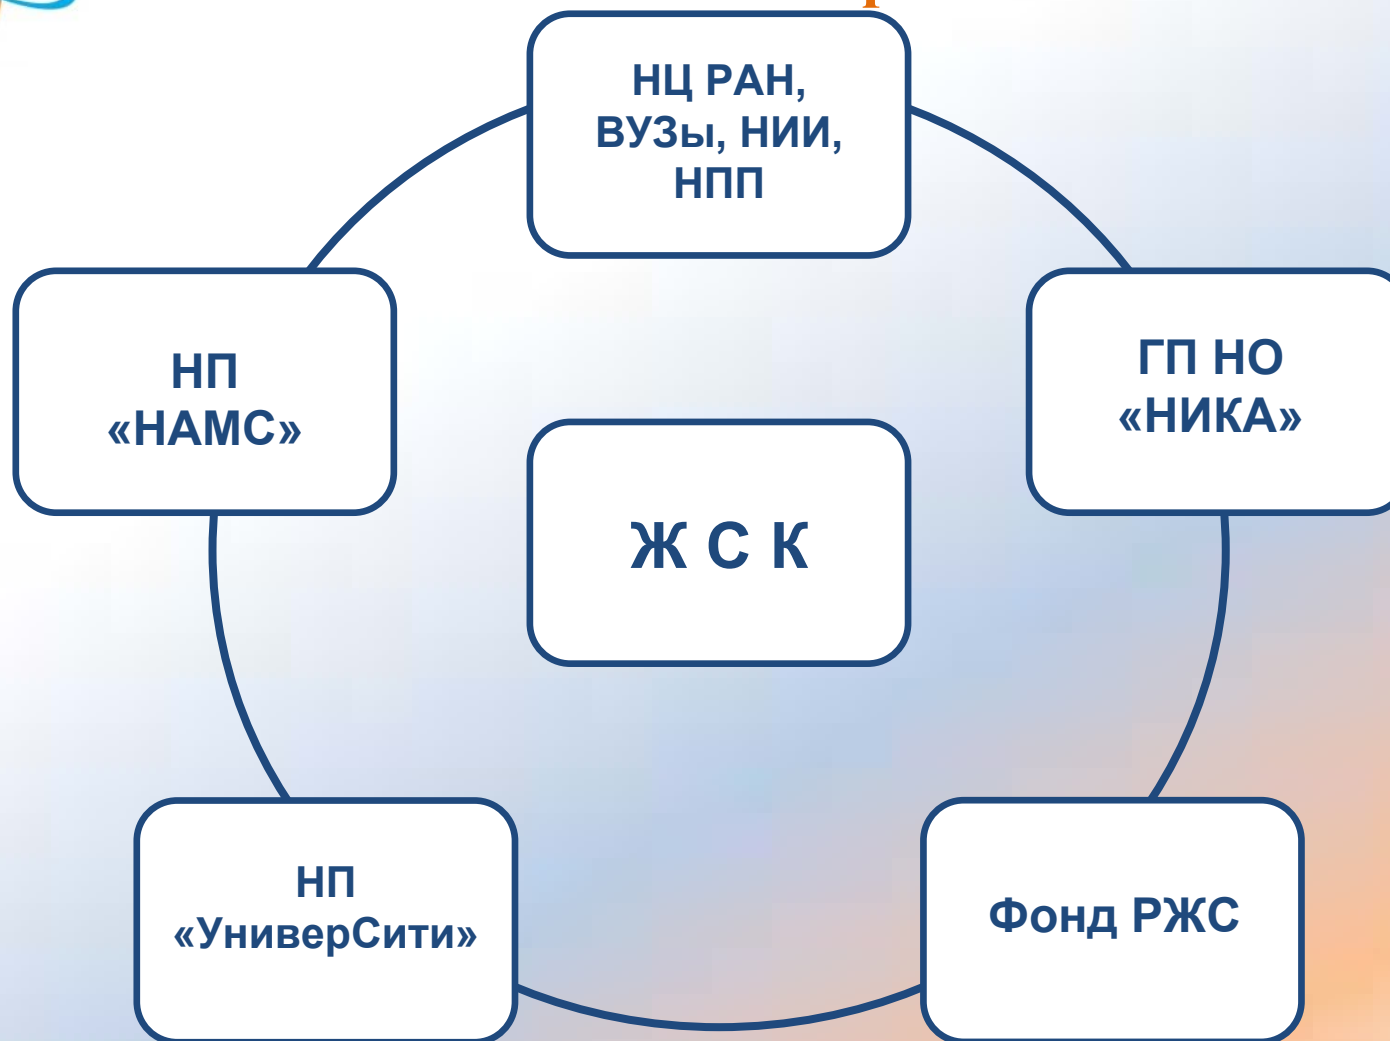 НЦ РАН,
ВУЗы, НИИ,
НПП
НП
«НАМС»
ГП НО
«НИКА»
Ж С К
НП
«УниверСити»
Фонд РЖС